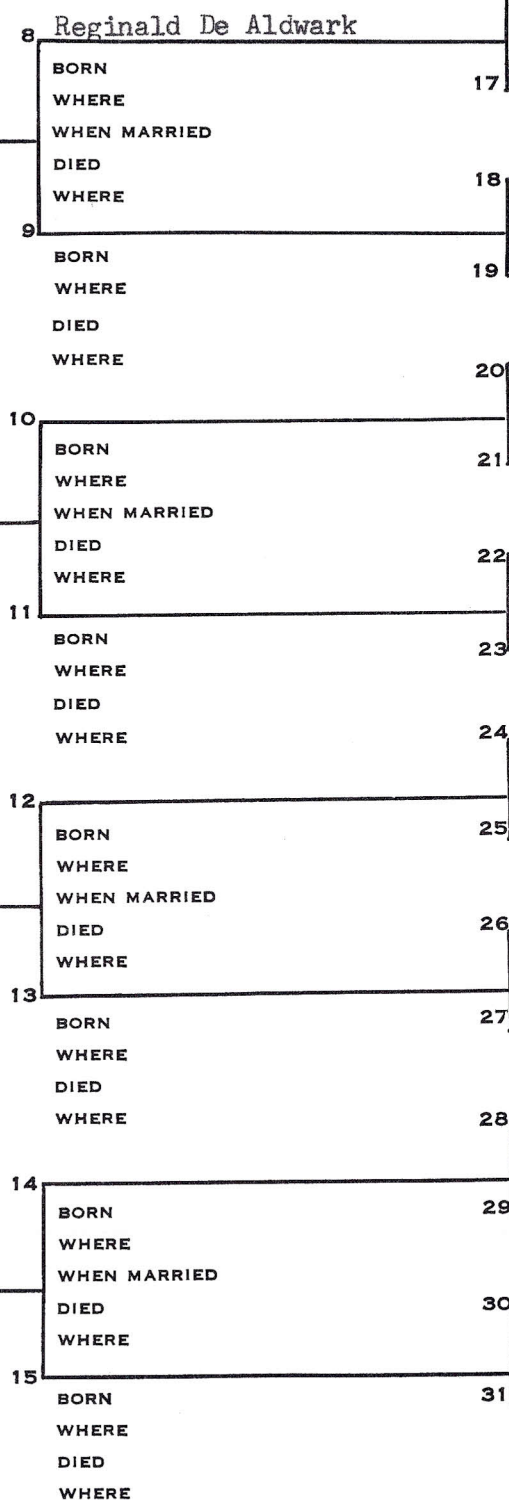 8 Reginald De Aldwark
BORN
17
WHERE
WHEN MARRIED
DIED
18
WHERE
9
BORN
19
WHERE
DIED
WHERE
20
10
BORN
21
WHERE
WHEN MARRIED
DIED
22
WHERE
11
BORN
23
WHERE
DIED
WHERE
24
12
BORN
25
WHERE
WHEN MARRIED
DIED
26
WHERE
13
BORN
27
WHERE
DIED
WHERE
28
14
BORN
29
WHERE
WHEN MARRIED
DIED
30
WHERE
15
BORN
31
WHERE
DIED
WHERE